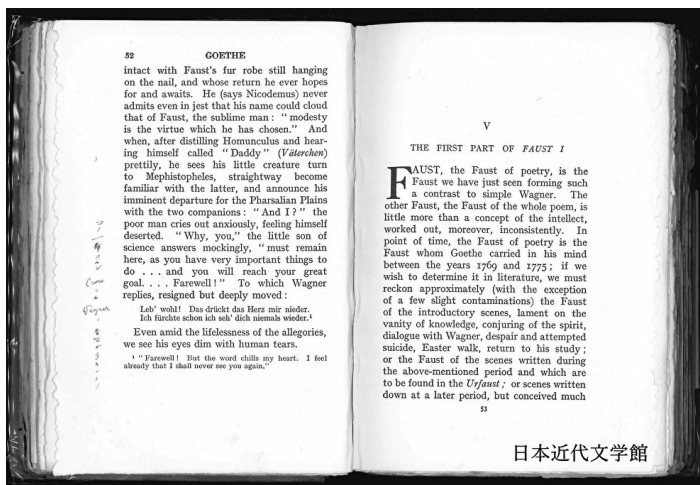 52 GOETHE
intact with Faust's fur robe still hanging
on the nail, and whose return he ever hopes
for and awaits. He (says Nicodemus) never
admits even in jest that his name could cloud
that of Faust, the sublime man: "modesty
is the virtue which he has chosen." And
when, after distilling Homunculus and hear-
ing himself called "Daddy" (Väterchen)
prettily, he sees his little creature turn
to Mephistopheles, straightway become
familiar with the latter, and announce his
imminent departure for the Pharsalian Plains
with the two companions: "And I?" the
poor man cries out anxiously, feeling himself
deserted. "Why, you," the little son of
science answers mockingly, "must remain
here, as you have very important things to
do . . . and you will reach your great
goal. . . . Farewell!" To which Wagner
replies, resigned but deeply moved:
Leb' wohl! Das drückt das Herz mir nieder.
Ich fürchte schon ich seh' dich niemals wieder.¹
Even amid the lifelessness of the allegories,
we see his eyes dim with human tears.
¹ "Farewell! But the word chills my heart. I feel
already that I shall never see you again."
Croce
Wagner
V
THE FIRST PART OF FAUST I
FAUST, the Faust of poetry, is the
Faust we have just seen forming such
a contrast to simple Wagner. The
other Faust, the Faust of the whole poem, is
little more than a concept of the intellect,
worked out, moreover, inconsistently. In
point of time, the Faust of poetry is the
Faust whom Goethe carried in his mind
between the years 1769 and 1775; if we
wish to determine it in literature, we must
reckon approximately (with the exception
of a few slight contaminations) the Faust
of the introductory scenes, lament on the
vanity of knowledge, conjuring of the spirit,
dialogue with Wagner, despair and attempted
suicide, Easter walk, return to his study;
or the Faust of the scenes written during
the above-mentioned period and which are
to be found in the Urfaust; or scenes written
down at a later period, but conceived much
53
日本近代文学館